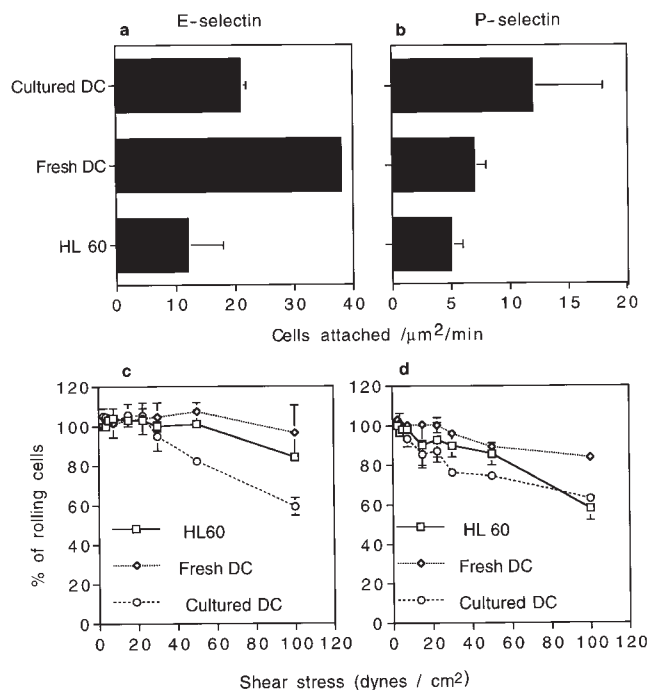 E-selectin
P-selectin
a
b
Cultured DC
Fresh DC
HL 60
0 10 20 30 40
0 5 10 15 20
Cells attached /μm2/min
c
d
120
100
80
60
40
20
0
120
100
80
60
40
20
0
% of rolling cells
HL60
Fresh DC
Cultured DC
HL 60
Fresh DC
Cultured DC
0 20 40 60 80 100 120
0 20 40 60 80 100 120
Shear stress (dynes / cm2)